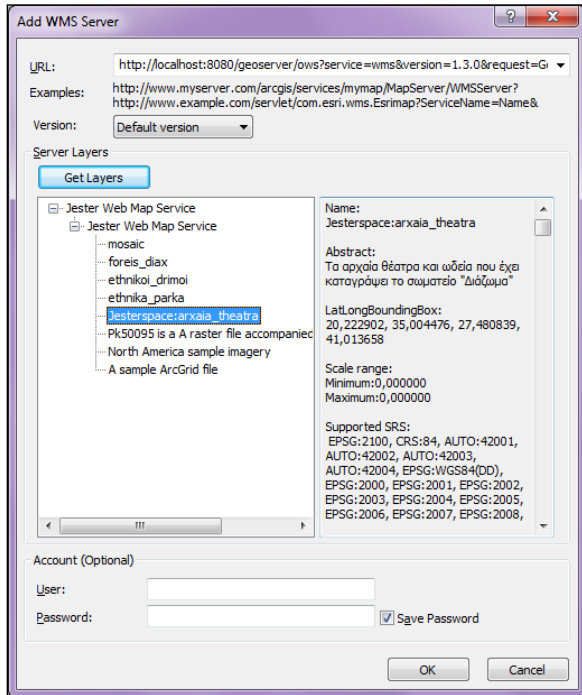 Add WMS Server
URL:
http://localhost:8080/geoserver/ows?service=wms&version=1.3.0&request=G
Examples:
http://www.myserver.com/arcgis/services/mymap/MapServer/WMSServer?
http://www.example.com/servlet/com.esri.wms.Esrimap?ServiceName=Name&
Version:
Default version
Server Layers
Get Layers
Jester Web Map Service
Jester Web Map Service
mosaic
foreis_diax
ethnikoi_drimoi
ethnika_parka
Jesterspace:arxaia_theatra
Pk50095 is a A raster file accompanied
North America sample imagery
A sample ArcGrid file
Name:
Jesterspace:arxaia_theatra
Abstract:
Τα αρχαία θέατρα και ωδεία που έχει
καταγράψει το σωματείο "Διάζωμα"
LatLongBoundingBox:
20,222902, 35,004476, 27,480839,
41,013658
Scale range:
Minimum:0,000000
Maximum:0,000000
Supported SRS:
EPSG:2100, CRS:84, AUTO:42001,
AUTO:42002, AUTO:42003,
AUTO:42004, EPSG:WGS84(DD),
EPSG:2000, EPSG:2001, EPSG:2002,
EPSG:2003, EPSG:2004, EPSG:2005,
EPSG:2006, EPSG:2007, EPSG:2008,
Account (Optional)
User:
Password:
Save Password
OK
Cancel